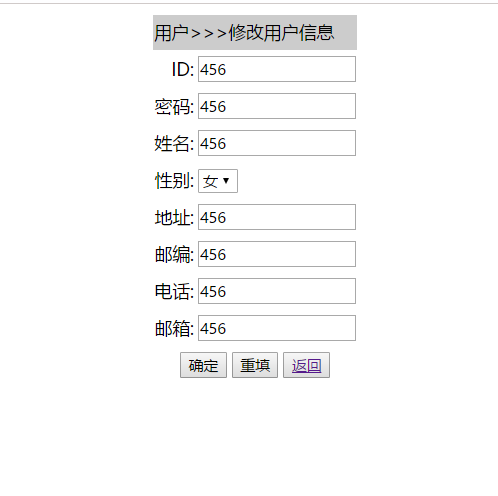 用户>>>修改用户信息
ID: 456
密码: 456
姓名: 456
性别: 女
地址: 456
邮编: 456
电话: 456
邮箱: 456
确定 重填 返回